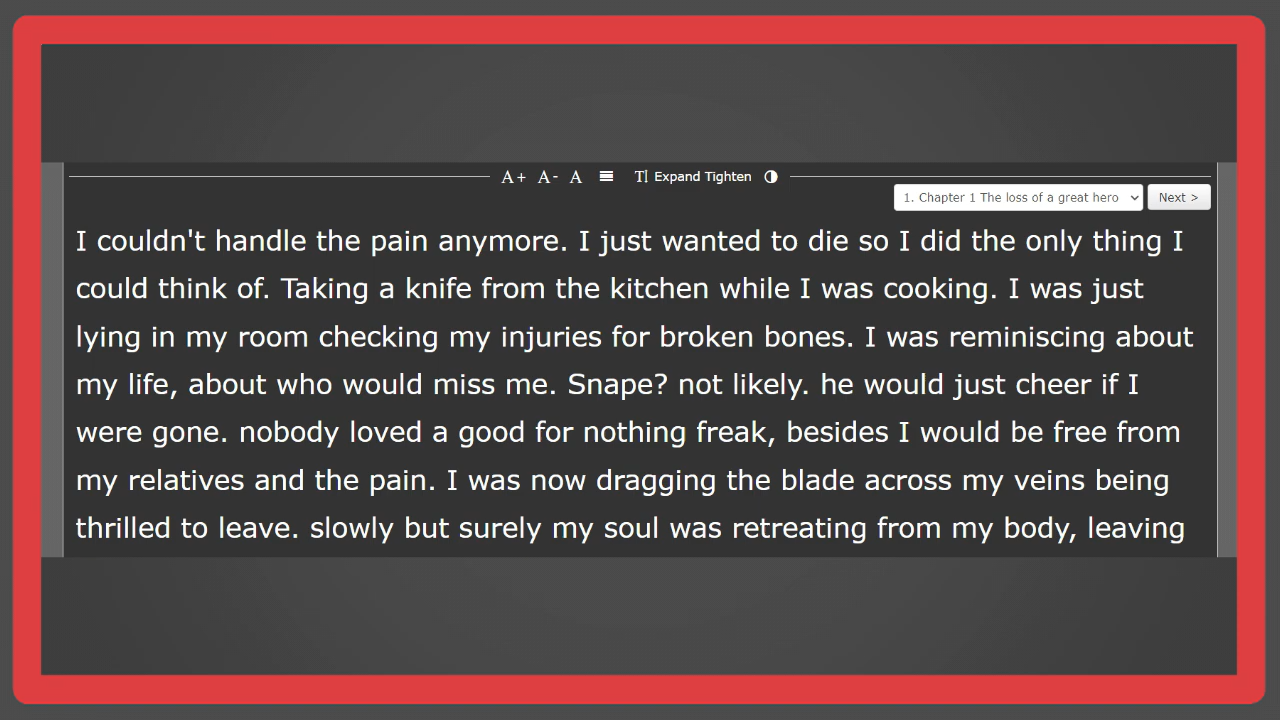 A+ A- A T Expand Tighten
1. Chapter 1 The loss of a great hero Next >
I couldn't handle the pain anymore. I just wanted to die so I did the only thing I
could think of. Taking a knife from the kitchen while I was cooking. I was just
lying in my room checking my injuries for broken bones. I was reminiscing about
my life, about who would miss me. Snape? not likely. he would just cheer if I
were gone. nobody loved a good for nothing freak, besides I would be free from
my relatives and the pain. I was now dragging the blade across my veins being
thrilled to leave. slowly but surely my soul was retreating from my body, leaving